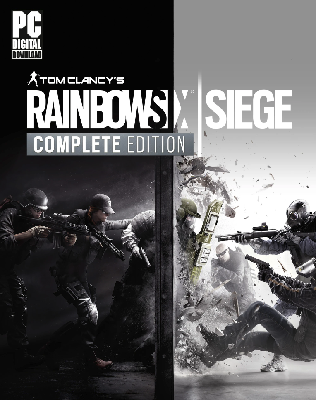 PC
DIGITAL
DOWNLOAD
TOM CLANCY'S
RAINBOW SIX | SIEGE
COMPLETE EDITION